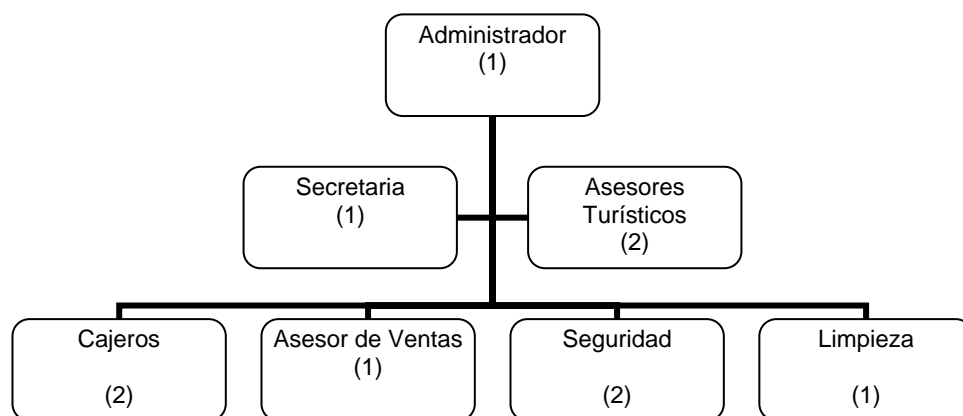 Administrador
(1)
Secretaria
(1)
Asesores
Turísticos
(2)
Cajeros
(2)
Asesor de Ventas
(1)
Seguridad
(2)
Limpieza
(1)